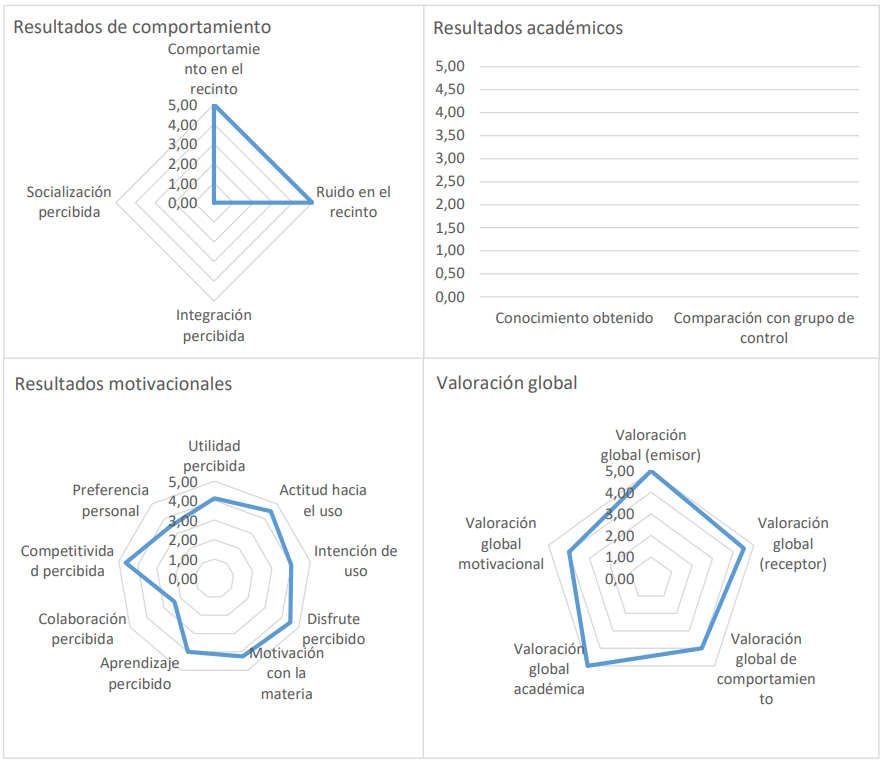 Resultados de comportamiento
Comportamie
nto en el
recinto
5,00
4,00
3,00
2,00
1,00
0,00
Ruido en el
recinto
Socialización
percibida
Integración
percibida
Resultados académicos
5,00
4,50
4,00
3,50
3,00
2,50
2,00
1,50
1,00
0,50
0,00
Conocimiento obtenido
Comparación con grupo de
control
Resultados motivacionales
Utilidad
percibida
5,00
4,00
3,00
2,00
1,00
0,00
Actitud hacia
el uso
Intención de
uso
Disfrute
percibido
Motivación
con la
materia
Aprendizaje
percibido
Colaboración
percibida
Competitivida
d percibida
Preferencia
personal
Valoración global
Valoración
global (emisor)
5,00
4,00
3,00
2,00
1,00
0,00
Valoración
global
(receptor)
Valoración
global de
comportamien
to
Valoración
global
académica
Valoración
global
motivacional